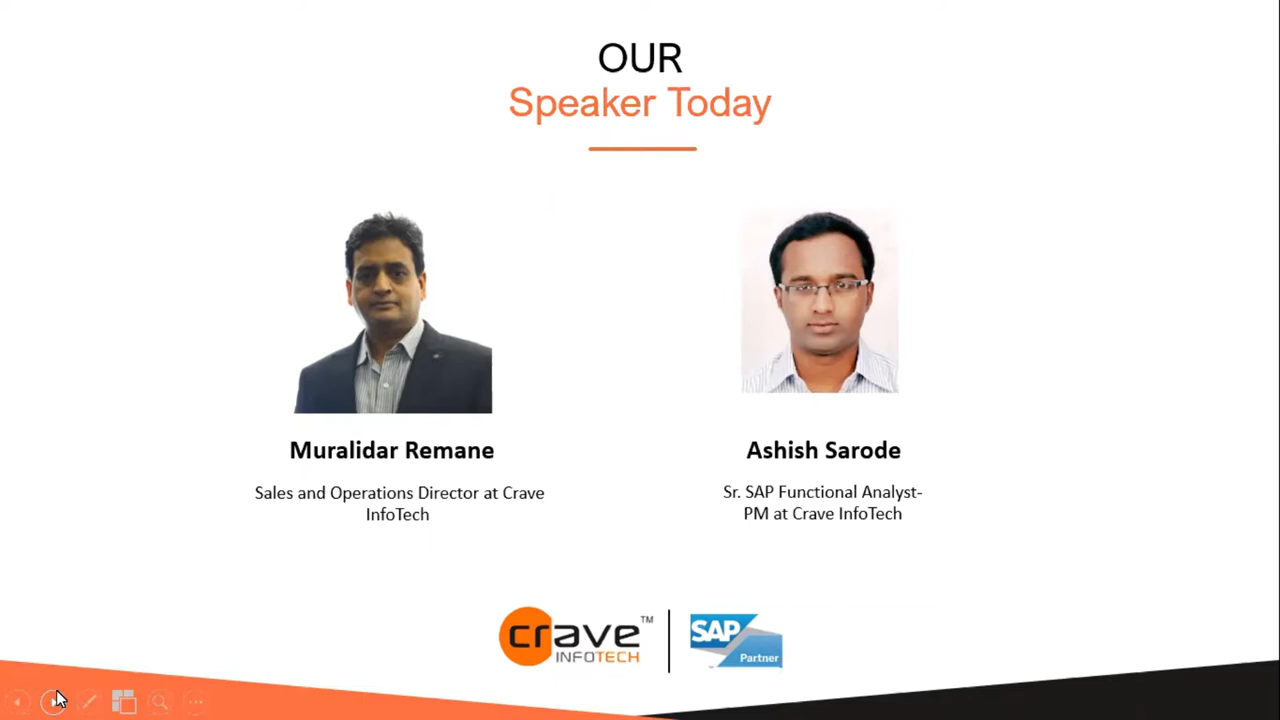 OUR
Speaker Today
Muralidar Remane
Sales and Operations Director at Crave
InfoTech
Ashish Sarode
Sr. SAP Functional Analyst-
PM at Crave InfoTech
crave TM
INFOTECH
SAP
Partner